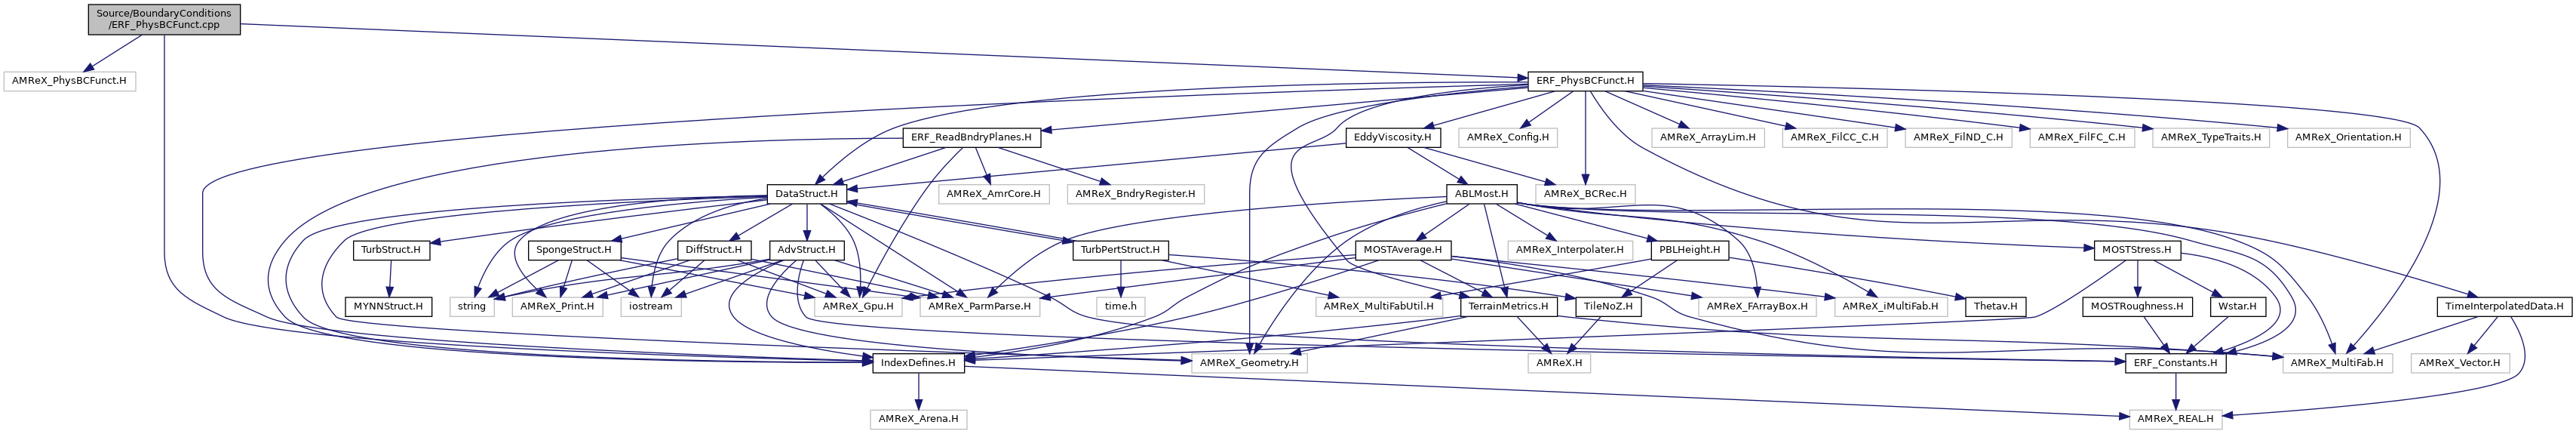 Source/BoundaryConditions
/ERF_PhysBCFunct.cpp
AMReX_PhysBCFunct.H
ERF_PhysBCFunct.H
ERF_ReadBndryPlanes.H
EddyViscosity.H
AMReX_Config.H
AMReX_ArrayLim.H
AMReX_FilCC_C.H
AMReX_FilND_C.H
AMReX_FilFC_C.H
AMReX_TypeTraits.H
AMReX_Orientation.H
DataStruct.H
AMReX_AmrCore.H
AMReX_BndryRegister.H
ABLMost.H
AMReX_BCRec.H
TurbStruct.H
SpongeStruct.H
DiffStruct.H
AdvStruct.H
TurbPertStruct.H
MOSTAverage.H
AMReX_Interpolater.H
PBLHeight.H
MOSTStress.H
MYNNStruct.H
string
AMReX_Print.H
iostream
AMReX_Gpu.H
AMReX_ParmParse.H
time.h
AMReX_MultiFabUtil.H
TerrainMetrics.H
TileNoZ.H
AMReX_FArrayBox.H
AMReX_iMultiFab.H
Thetav.H
MOSTRoughness.H
Wstar.H
TimeInterpolatedData.H
IndexDefines.H
AMReX_Geometry.H
AMReX.H
ERF_Constants.H
AMReX_MultiFab.H
AMReX_Vector.H
AMReX_Arena.H
AMReX_REAL.H